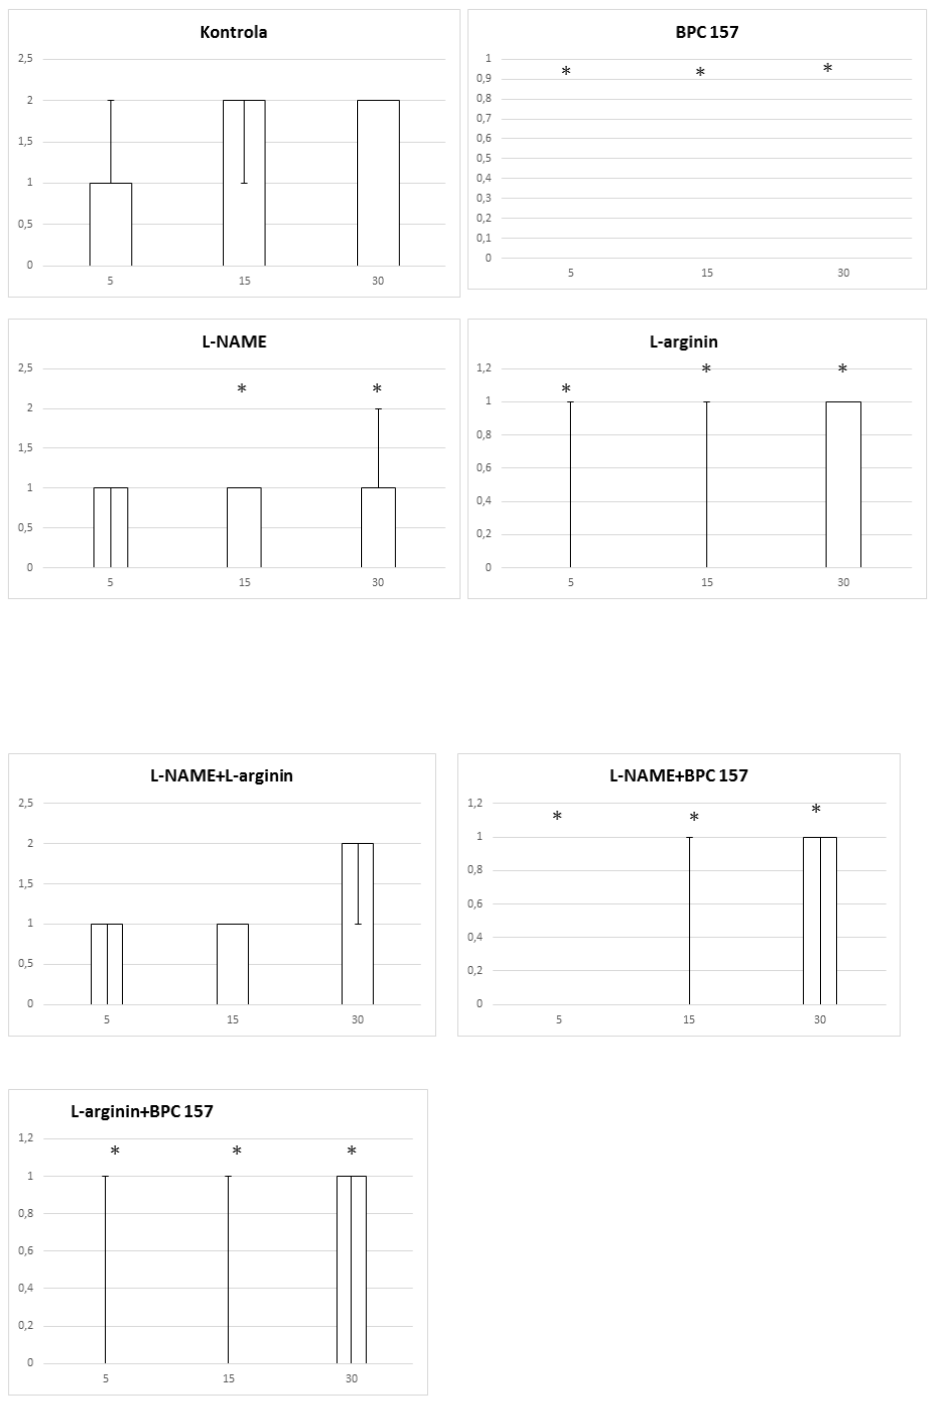 Kontrola
2,5
2
1,5
1
0,5
0
5 15 30
BPC 157
1
0,9
0,8
0,7
0,6
0,5
0,4
0,3
0,2
0,1
0
* * *
5 15 30
L-NAME
2,5
2
1,5
1
0,5
0
* *
5 15 30
L-arginin
1,2
1
0,8
0,6
0,4
0,2
0
* * *
5 15 30
L-NAME+L-arginin
2,5
2
1,5
1
0,5
0
5 15 30
L-NAME+BPC 157
1,2
1
0,8
0,6
0,4
0,2
0
* * *
5 15 30
L-arginin+BPC 157
1,2
1
0,8
0,6
0,4
0,2
0
* * *
5 15 30